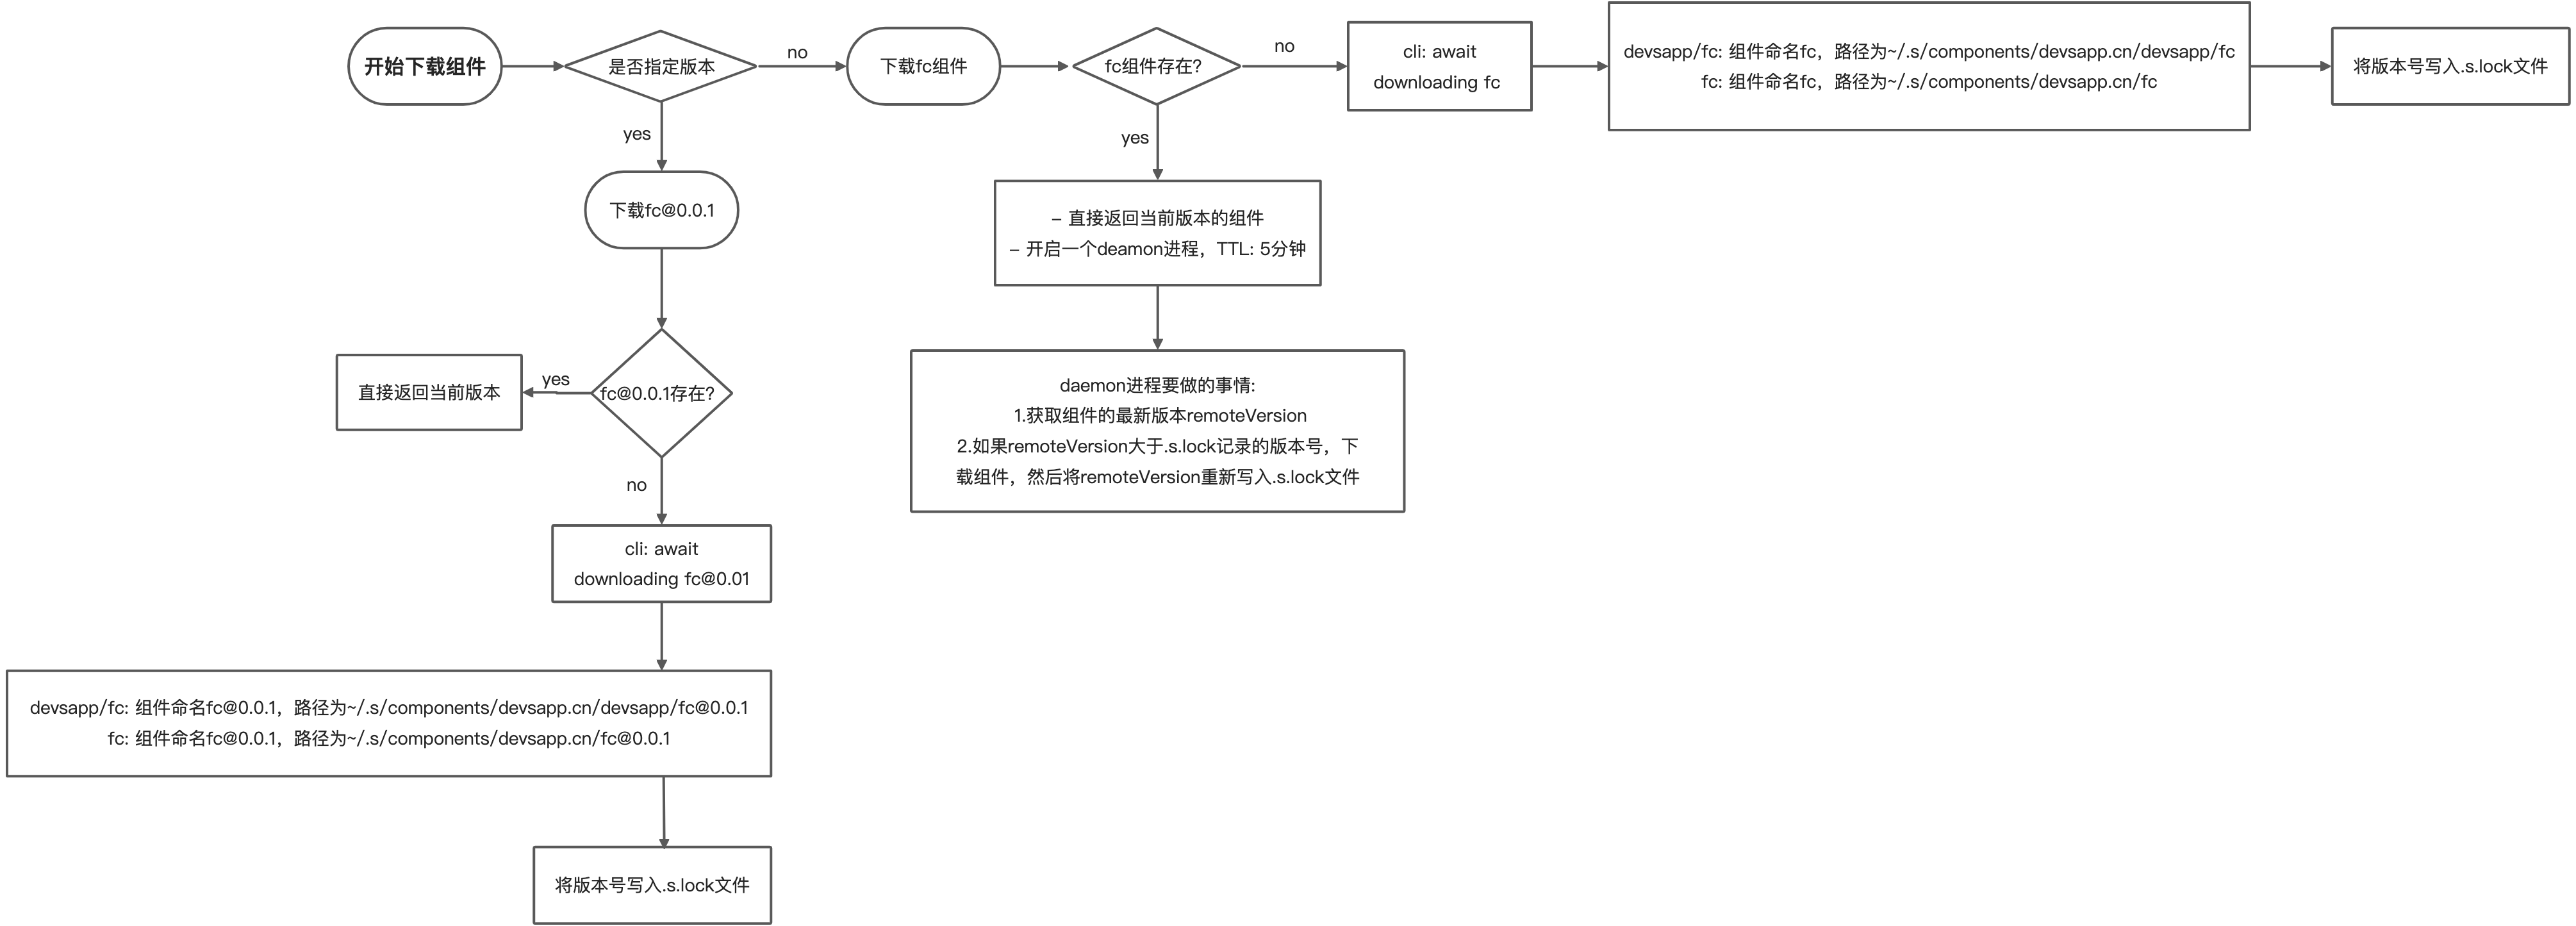 开始下载组件
是否指定版本
no
下载fc组件
fc组件存在?
no
cli: await
downloading fc
devsapp/fc: 组件命名fc，路径为~/.s/components/devsapp.cn/devsapp/fc
fc: 组件命名fc，路径为~/.s/components/devsapp.cn/fc
将版本号写入.s.lock文件
yes
yes
下载fc@0.0.1
– 直接返回当前版本的组件
– 开启一个deamon进程，TTL: 5分钟
直接返回当前版本
yes
fc@0.0.1存在?
daemon进程要做的事情:
1.获取组件的最新版本remoteVersion
2.如果remoteVersion大于.s.lock记录的版本号，下
载组件，然后将remoteVersion重新写入.s.lock文件
no
cli: await
downloading fc@0.01
devsapp/fc: 组件命名fc@0.0.1，路径为~/.s/components/devsapp.cn/devsapp/fc@0.0.1
fc: 组件命名fc@0.0.1，路径为~/.s/components/devsapp.cn/fc@0.0.1
将版本号写入.s.lock文件